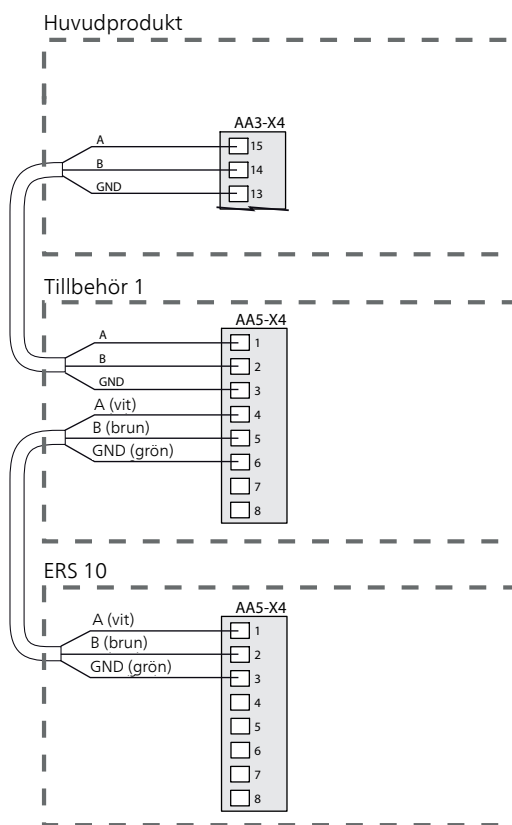 Huvudprodukt
AA3-X4
A
15
B
14
GND
13
Tillbehör 1
AA5-X4
A
1
B
2
GND
3
A (vit)
4
B (brun)
5
GND (grön)
6
7
8
ERS 10
AA5-X4
A (vit)
1
B (brun)
2
GND (grön)
3
4
5
6
7
8